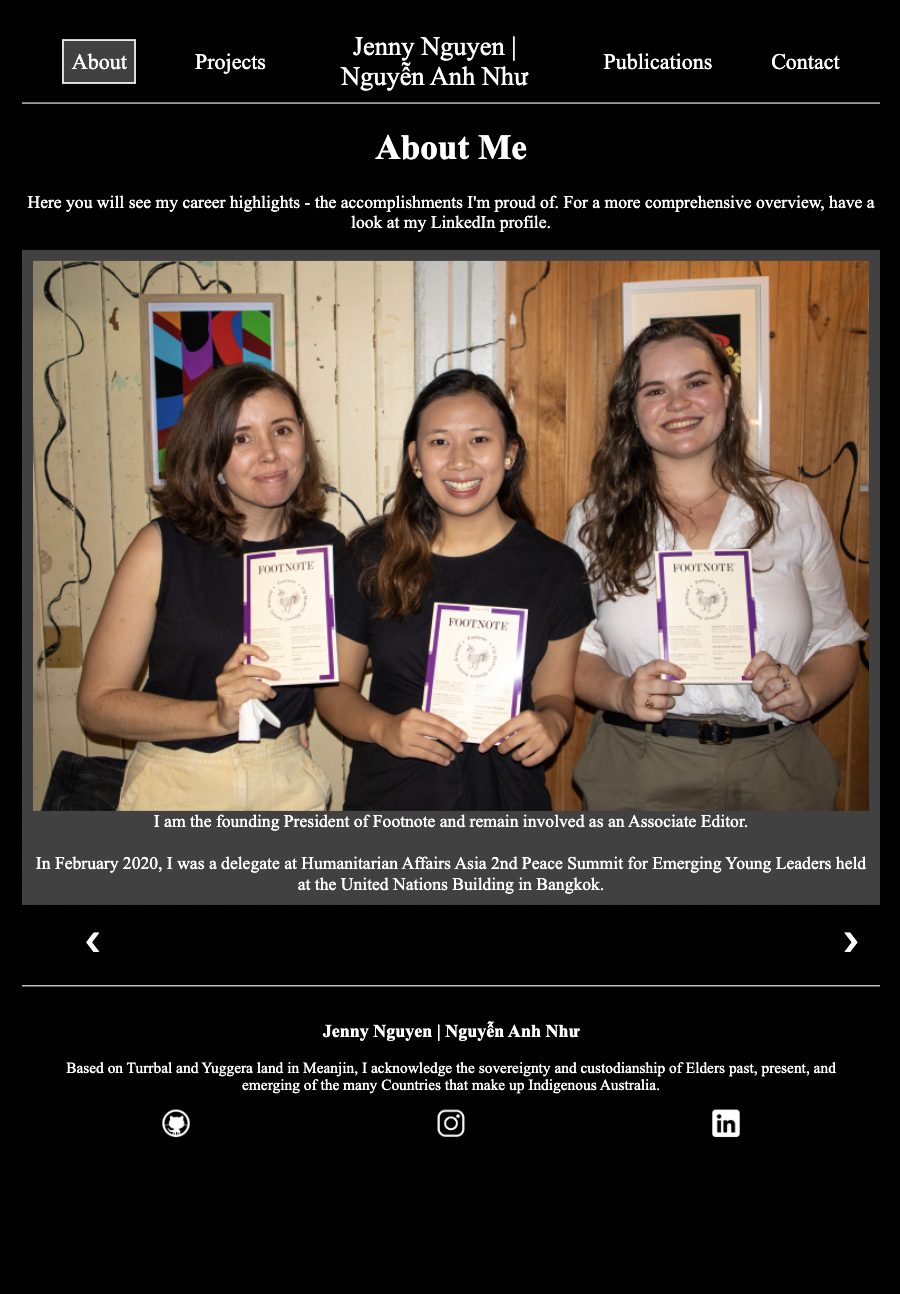 About
Projects
Jenny Nguyen |
Nguyễn Anh Như
Publications
Contact
About Me
Here you will see my career highlights - the accomplishments I'm proud of. For a more comprehensive overview, have a
look at my LinkedIn profile.
FOOTNOTE
FOOTNOTE
FOOTNOTE
I am the founding President of Footnote and remain involved as an Associate Editor.
In February 2020, I was a delegate at Humanitarian Affairs Asia 2nd Peace Summit for Emerging Young Leaders held
at the United Nations Building in Bangkok.
‹
›
Jenny Nguyen | Nguyễn Anh Như
Based on Turrbal and Yuggera land in Meanjin, I acknowledge the sovereignty and custodianship of Elders past, present, and
emerging of the many Countries that make up Indigenous Australia.
in